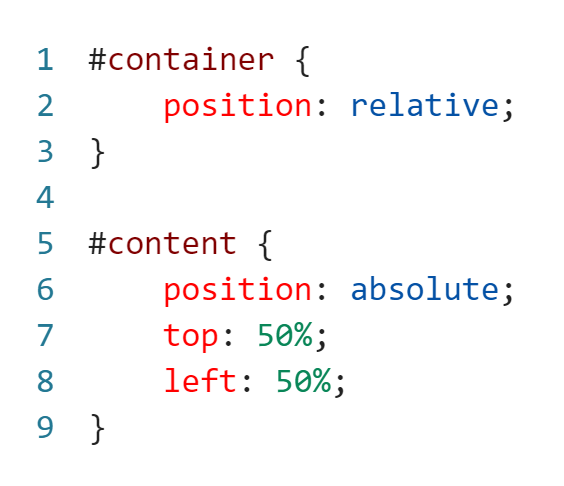 1 #container {
2     position: relative;
3 }
4
5 #content {
6     position: absolute;
7     top: 50%;
8     left: 50%;
9 }